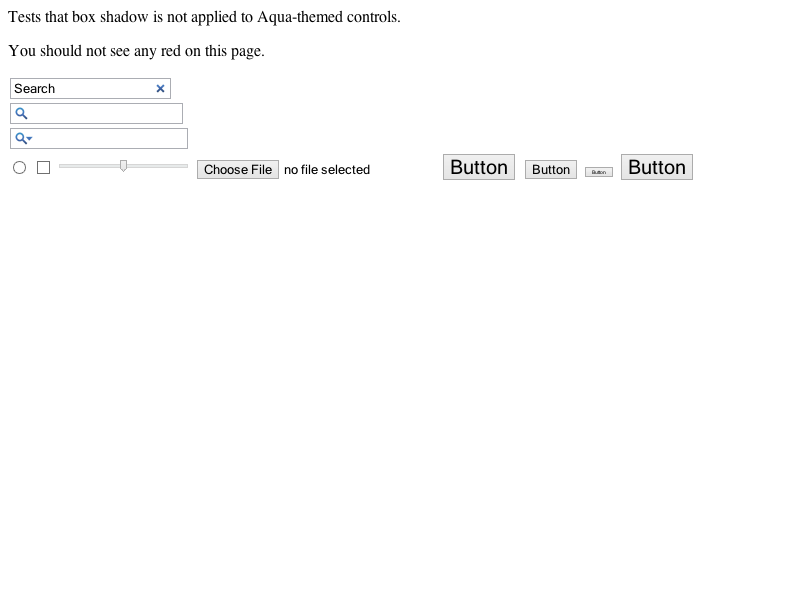 Tests that box shadow is not applied to Aqua-themed controls.
You should not see any red on this page.
Search
Choose File no file selected Button Button Button Button